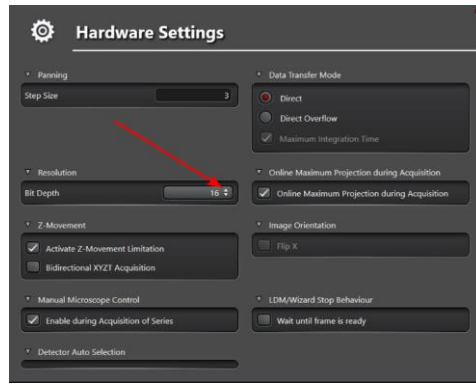 Hardware Settings
Panning
Step Size 3
Data Transfer Mode
Direct
Direct Overflow
Maximum Integration Time
Resolution
Bit Depth 16
Online Maximum Projection during Acquisition
Online Maximum Projection during Acquisition
Z-Movement
Activate Z-Movement Limitation
Bidirectional XYZT Acquisition
Image Orientation
Flip X
Manual Microscope Control
Enable during Acquisition of Series
LDM/Wizard Stop Behaviour
Wait until frame is ready
Detector Auto Selection